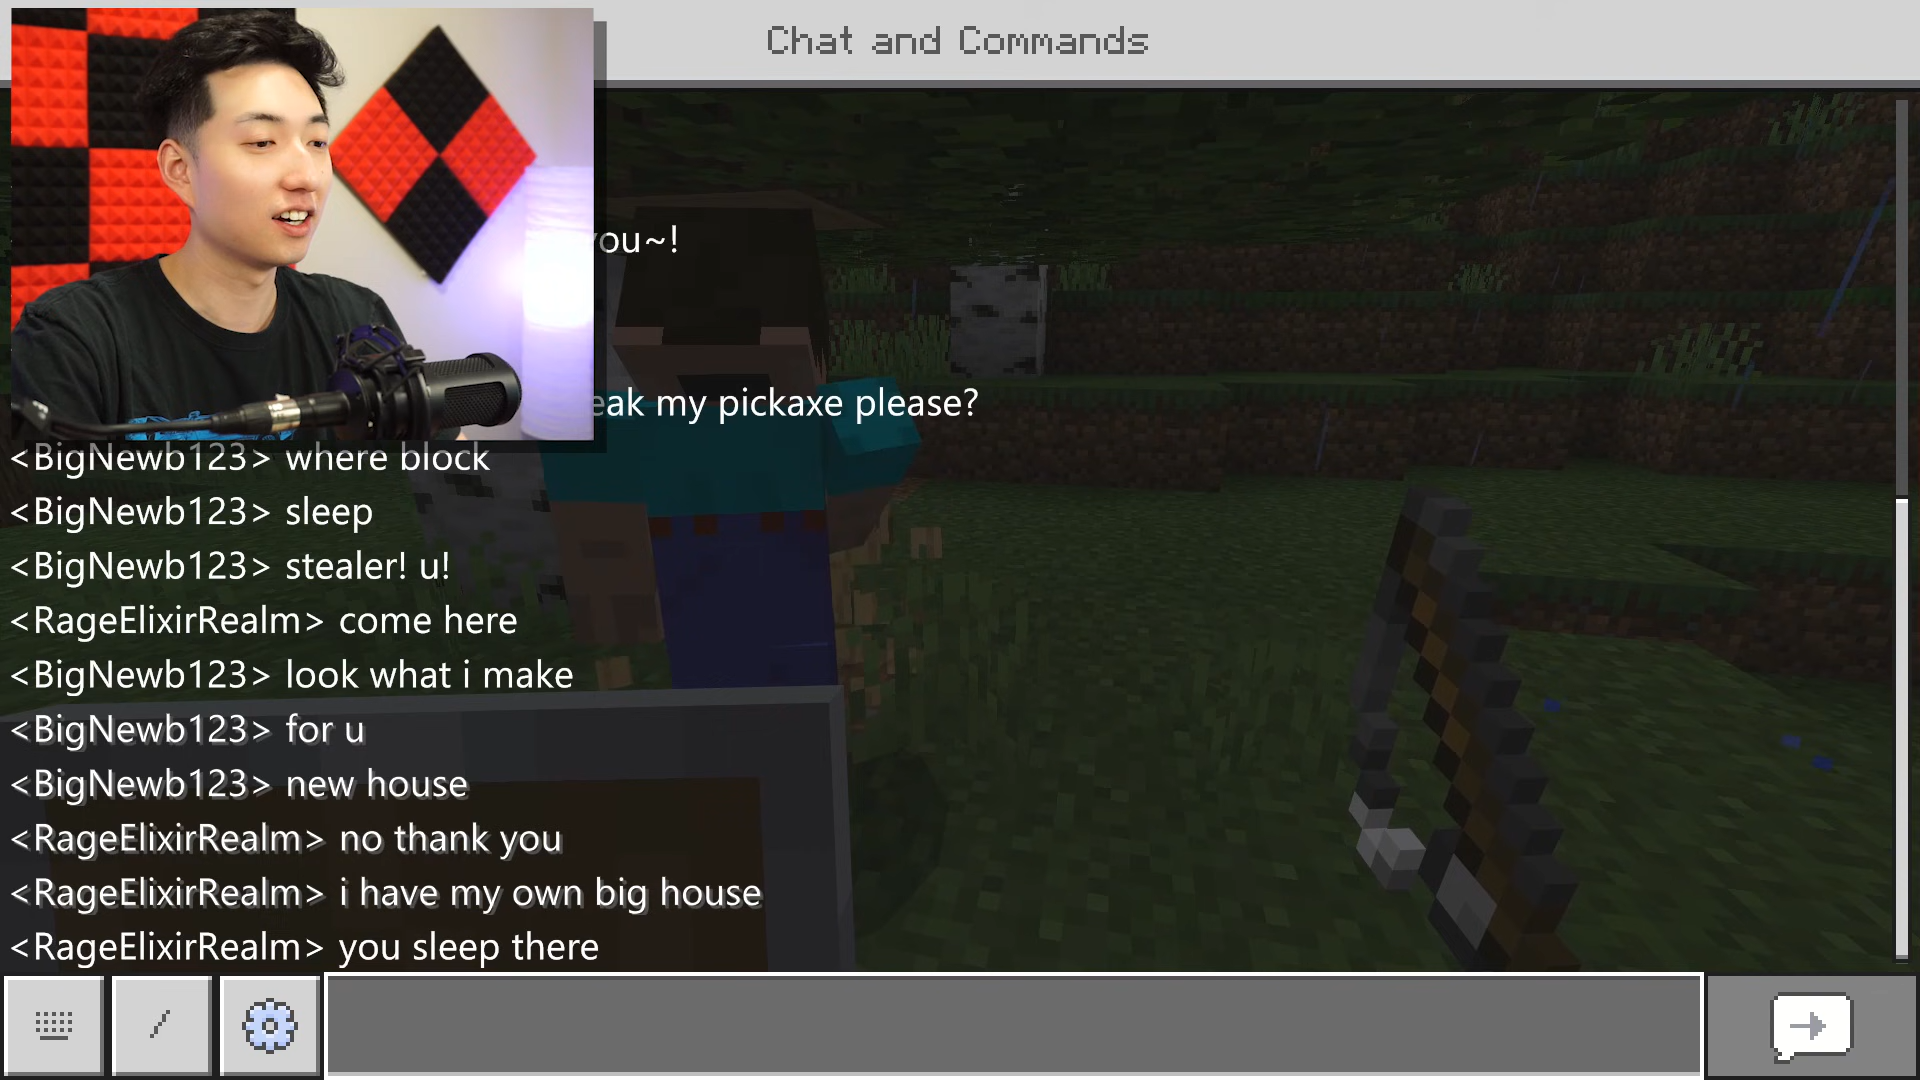 Chat and Commands
you~!
my pickaxe please?
<BigNewb123> where block
<BigNewb123> sleep
<BigNewb123> stealer! u!
<RageElixirRealm> come here
<BigNewb123> look what i make
<BigNewb123> for u
<BigNewb123> new house
<RageElixirRealm> no thank you
<RageElixirRealm> i have my own big house
<RageElixirRealm> you sleep there